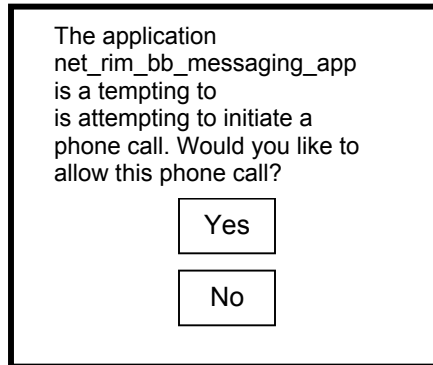 The application
net_rim_bb_messaging_app
is a tempting to
is attempting to initiate a
phone call. Would you like to
allow this phone call?
Yes
No